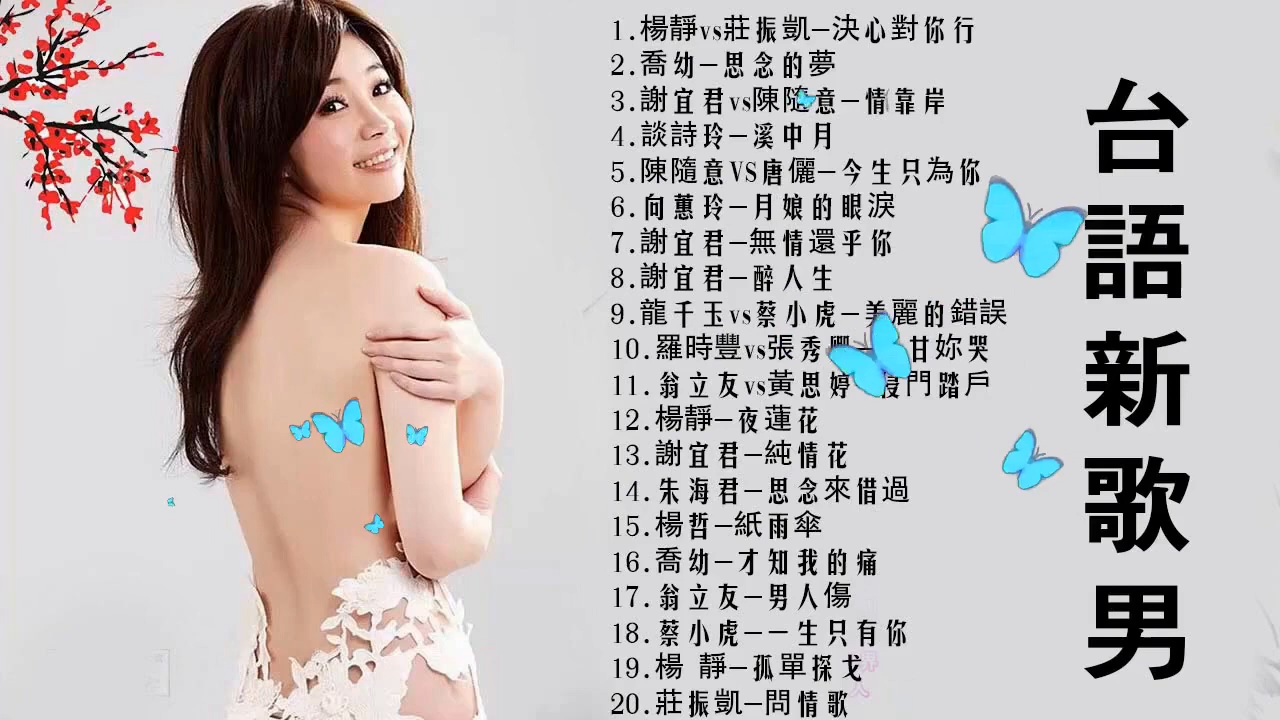 1.楊靜vs莊振凱—決心對你行
2.喬幼—思念的夢
3.謝宜君vs陳隨意—情靠岸
4.談詩玲—溪中月
5.陳隨意VS唐儷—今生只為你
6.向蕙玲—月娘的眼淚
7.謝宜君—無情還乎你
8.謝宜君—醉人生
9.龍千玉vs蔡小虎—美麗的錯誤
10.羅時豐vs張秀 甘妳哭
11.翁立友vs黃思婷 門踏戶
12.楊靜—夜蓮花
13.謝宜君—純情花
14.朱海君—思念來借過
15.楊哲—紙雨傘
16.喬幼—才知我的痛
17.翁立友—男人傷
18.蔡小虎—一生只有你
19.楊 靜—孤單探戈
20.莊振凱—問情歌
台語新歌男